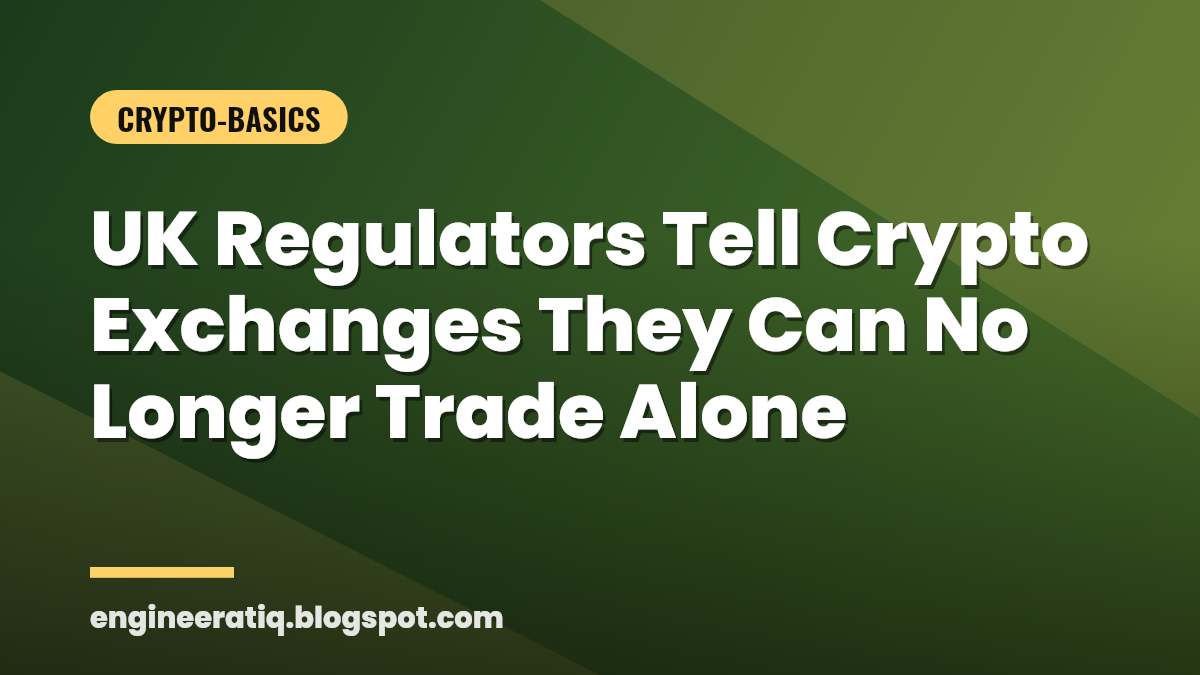 CRYPTO-BASICS
UK Regulators Tell Crypto
Exchanges They Can No
Longer Trade Alone
engineeratiq.blogspot.com